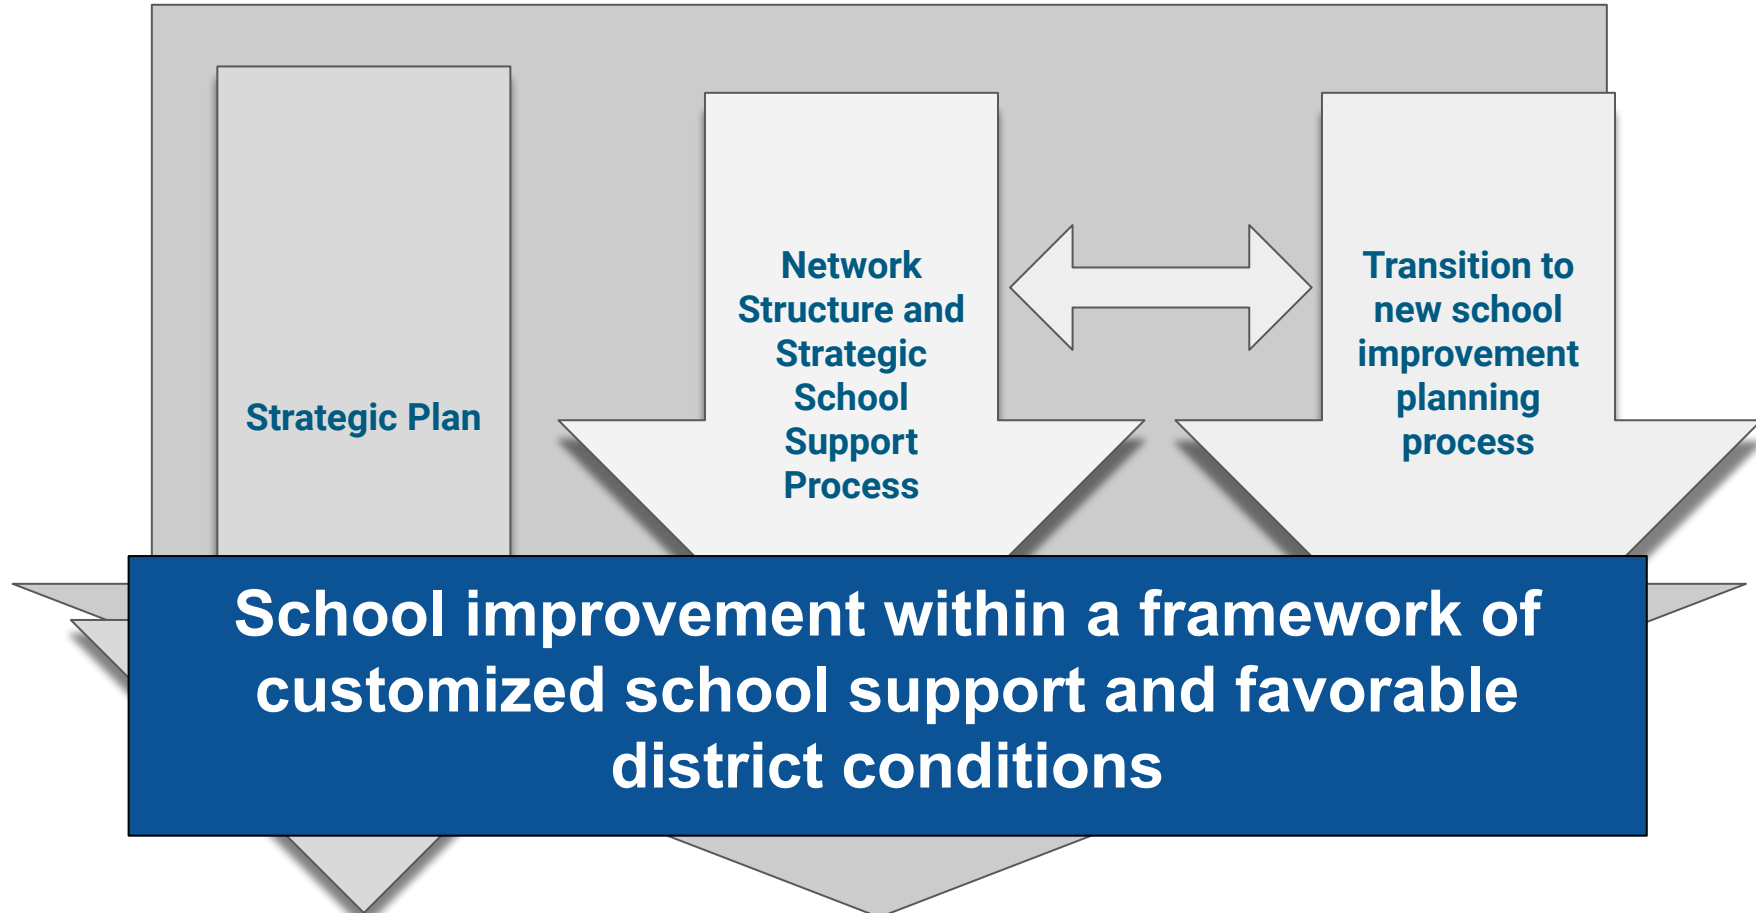 Strategic Plan
Network
Structure and
Strategic
School
Support
Process
Transition to
new school
improvement
planning
process
School improvement within a framework of
customized school support and favorable
district conditions